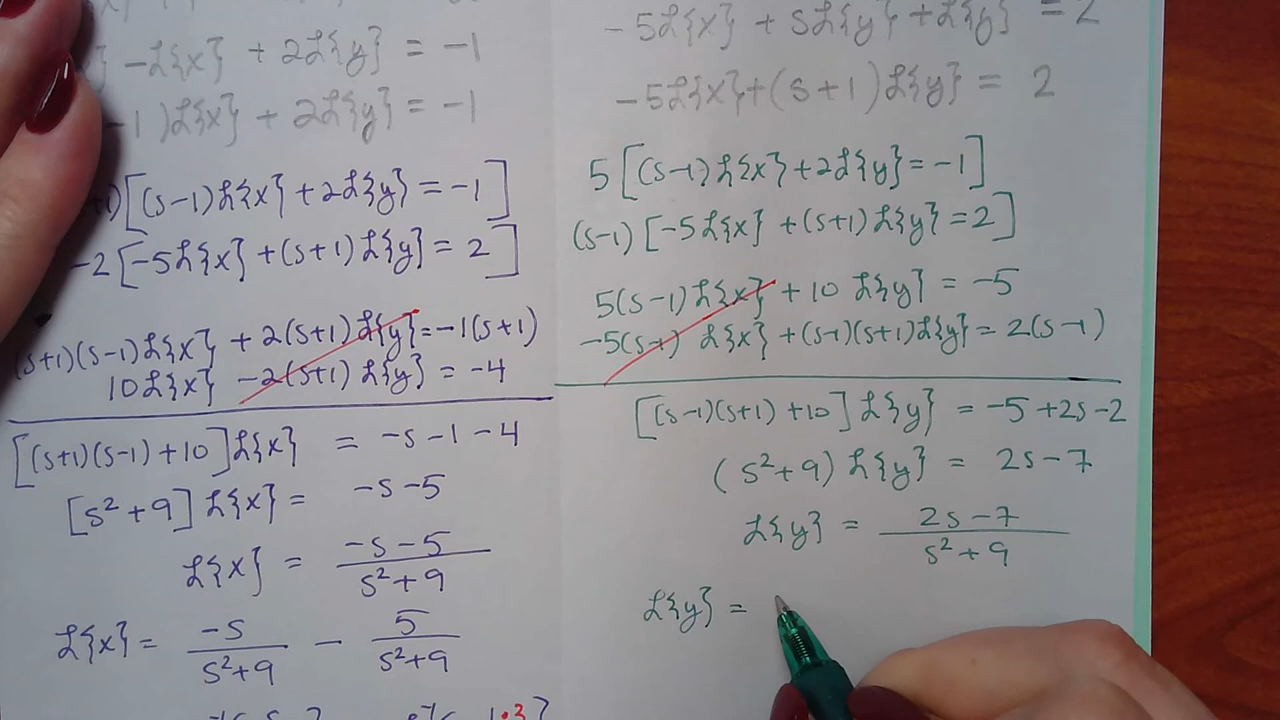 -ℒ{x} + 2ℒ{y} = -1
-1)ℒ{x} + 2ℒ{y} = -1
)[(s-1)ℒ{x} + 2ℒ{y} = -1]
-2[-5ℒ{x} + (s+1)ℒ{y} = 2]
(s+1)(s-1)ℒ{x} + 2(s+1)ℒ{y} = -1(s+1)
10ℒ{x} -2(s+1)ℒ{y} = -4
[(s+1)(s-1)+10]ℒ{x} = -s-1-4
[s²+9]ℒ{x} = -s-5
ℒ{x} = (-s-5)/(s²+9)
ℒ{x} = -s/(s²+9) - 5/(s²+9)
-5ℒ{x} + sℒ{y} + ℒ{y} = 2
-5ℒ{x}+(s+1)ℒ{y} = 2
5[(s-1)ℒ{x}+2ℒ{y}=-1]
(s-1)[-5ℒ{x} +(s+1)ℒ{y}=2]
5(s-1)ℒ{x} + 10 ℒ{y} = -5
-5(s-1) ℒ{x} +(s-1)(s+1)ℒ{y} = 2(s-1)
[(s-1)(s+1) +10]ℒ{y} = -5+2s-2
(s²+9)ℒ{y} = 2s-7
ℒ{y} = (2s-7)/(s²+9)
ℒ{y} =